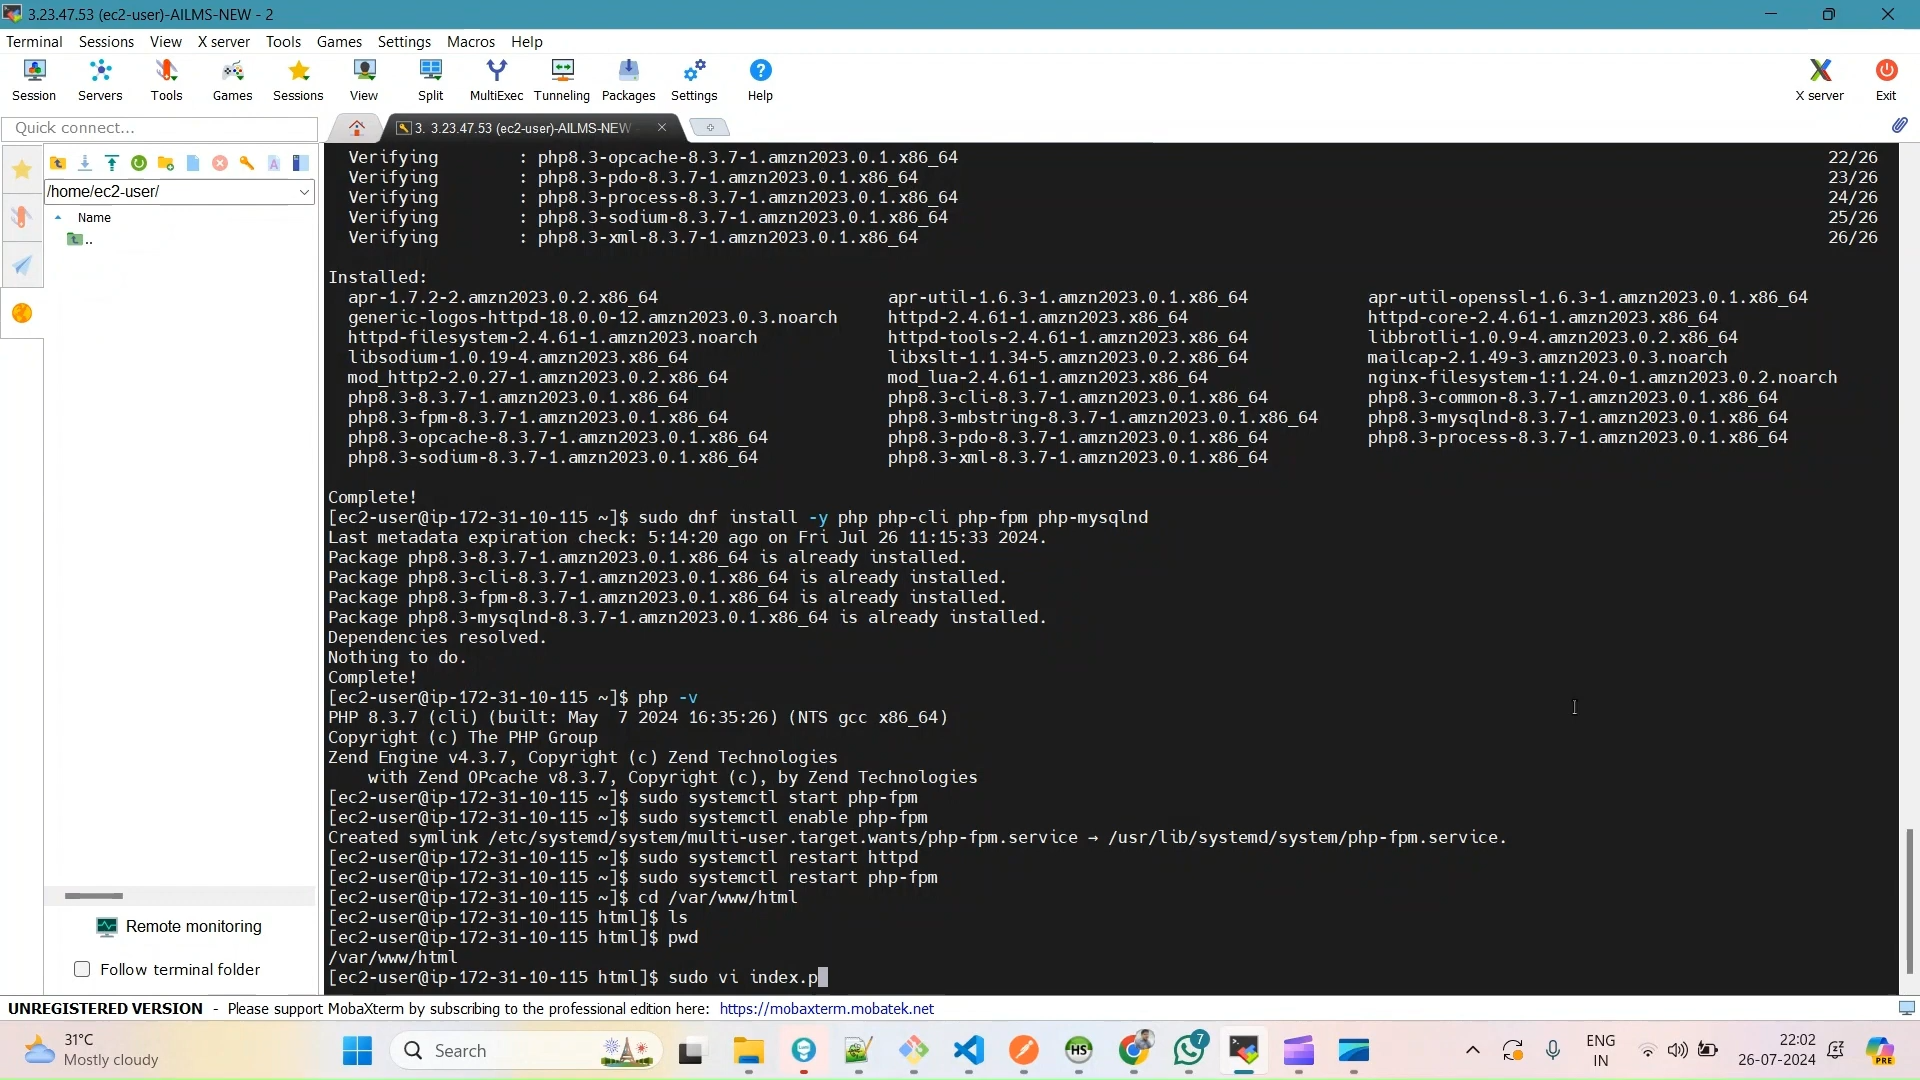 3.23.47.53 (ec2-user)-AILMS-NEW - 2
Terminal Sessions View X server Tools Games Settings Macros Help
Session Servers Tools Games Sessions View Split MultiExec Tunneling Packages Settings Help X server Exit
Quick connect...
3. 3.23.47.53 (ec2-user)-AILMS-NEW
/home/ec2-user/
Name
..
Verifying : php8.3-opcache-8.3.7-1.amzn2023.0.1.x86_64 22/26
Verifying : php8.3-pdo-8.3.7-1.amzn2023.0.1.x86_64 23/26
Verifying : php8.3-process-8.3.7-1.amzn2023.0.1.x86_64 24/26
Verifying : php8.3-sodium-8.3.7-1.amzn2023.0.1.x86_64 25/26
Verifying : php8.3-xml-8.3.7-1.amzn2023.0.1.x86_64 26/26
Installed:
apr-1.7.2-2.amzn2023.0.2.x86_64 apr-util-1.6.3-1.amzn2023.0.1.x86_64 apr-util-openssl-1.6.3-1.amzn2023.0.1.x86_64
generic-logos-httpd-18.0.0-12.amzn2023.0.3.noarch httpd-2.4.61-1.amzn2023.x86_64 httpd-core-2.4.61-1.amzn2023.x86_64
httpd-filesystem-2.4.61-1.amzn2023.noarch httpd-tools-2.4.61-1.amzn2023.x86_64 libbrotli-1.0.9-4.amzn2023.0.2.x86_64
libsodium-1.0.19-4.amzn2023.x86_64 libxslt-1.1.34-5.amzn2023.0.2.x86_64 mailcap-2.1.49-3.amzn2023.0.3.noarch
mod_http2-2.0.27-1.amzn2023.0.2.x86_64 mod_lua-2.4.61-1.amzn2023.x86_64 nginx-filesystem-1:1.24.0-1.amzn2023.0.2.noarch
php8.3-8.3.7-1.amzn2023.0.1.x86_64 php8.3-cli-8.3.7-1.amzn2023.0.1.x86_64 php8.3-common-8.3.7-1.amzn2023.0.1.x86_64
php8.3-fpm-8.3.7-1.amzn2023.0.1.x86_64 php8.3-mbstring-8.3.7-1.amzn2023.0.1.x86_64 php8.3-mysqlnd-8.3.7-1.amzn2023.0.1.x86_64
php8.3-opcache-8.3.7-1.amzn2023.0.1.x86_64 php8.3-pdo-8.3.7-1.amzn2023.0.1.x86_64 php8.3-process-8.3.7-1.amzn2023.0.1.x86_64
php8.3-sodium-8.3.7-1.amzn2023.0.1.x86_64 php8.3-xml-8.3.7-1.amzn2023.0.1.x86_64
Complete!
[ec2-user@ip-172-31-10-115 ~]$ sudo dnf install -y php php-cli php-fpm php-mysqlnd
Last metadata expiration check: 5:14:20 ago on Fri Jul 26 11:15:33 2024.
Package php8.3-8.3.7-1.amzn2023.0.1.x86_64 is already installed.
Package php8.3-cli-8.3.7-1.amzn2023.0.1.x86_64 is already installed.
Package php8.3-fpm-8.3.7-1.amzn2023.0.1.x86_64 is already installed.
Package php8.3-mysqlnd-8.3.7-1.amzn2023.0.1.x86_64 is already installed.
Dependencies resolved.
Nothing to do.
Complete!
[ec2-user@ip-172-31-10-115 ~]$ php -v
PHP 8.3.7 (cli) (built: May  7 2024 16:35:26) (NTS gcc x86_64)
Copyright (c) The PHP Group
Zend Engine v4.3.7, Copyright (c) Zend Technologies
with Zend OPcache v8.3.7, Copyright (c), by Zend Technologies
[ec2-user@ip-172-31-10-115 ~]$ sudo systemctl start php-fpm
[ec2-user@ip-172-31-10-115 ~]$ sudo systemctl enable php-fpm
Created symlink /etc/systemd/system/multi-user.target.wants/php-fpm.service → /usr/lib/systemd/system/php-fpm.service.
[ec2-user@ip-172-31-10-115 ~]$ sudo systemctl restart httpd
[ec2-user@ip-172-31-10-115 ~]$ sudo systemctl restart php-fpm
[ec2-user@ip-172-31-10-115 ~]$ cd /var/www/html
[ec2-user@ip-172-31-10-115 html]$ ls
[ec2-user@ip-172-31-10-115 html]$ pwd
/var/www/html
[ec2-user@ip-172-31-10-115 html]$ sudo vi index.p
Remote monitoring
Follow terminal folder
UNREGISTERED VERSION - Please support MobaXterm by subscribing to the professional edition here: https://mobaxterm.mobatek.net
31°C
Mostly cloudy
Search
HS
7
ENG
IN
22:02
26-07-2024
PRE